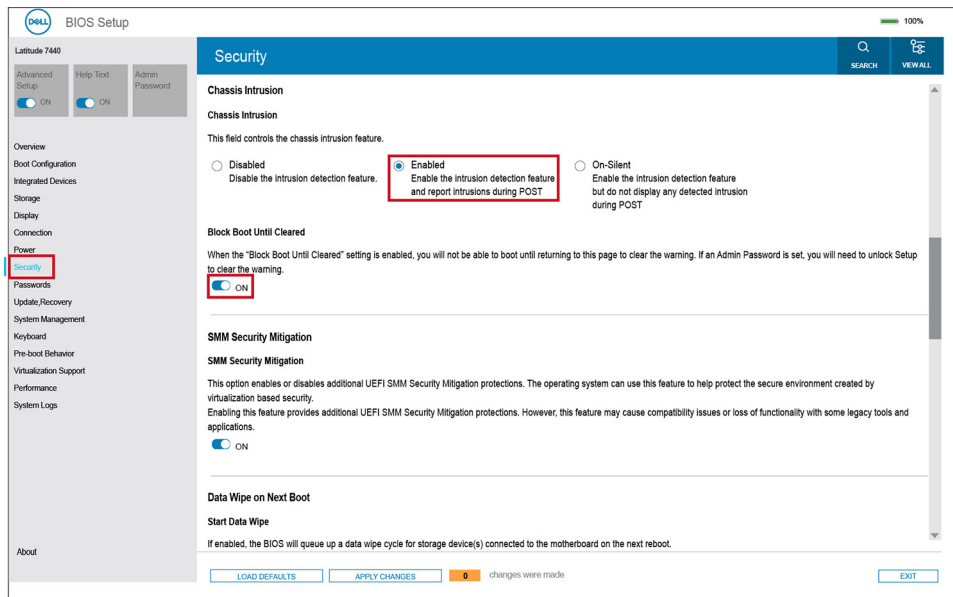 DELL
BIOS Setup
100%
Latitude 7440
Advanced Setup
ON
Help Text
ON
Admin Password
Overview
Boot Configuration
Integrated Devices
Storage
Display
Connection
Power
Security
Passwords
Update,Recovery
System Management
Keyboard
Pre-boot Behavior
Virtualization Support
Performance
System Logs
About
Security
SEARCH
VIEW ALL
Chassis Intrusion
Chassis Intrusion
This field controls the chassis intrusion feature.
Disabled
Disable the intrusion detection feature.
Enabled
Enable the intrusion detection feature
and report intrusions during POST
On-Silent
Enable the intrusion detection feature
but do not display any detected intrusion
during POST
Block Boot Until Cleared
When the “Block Boot Until Cleared” setting is enabled, you will not be able to boot until returning to this page to clear the warning. If an Admin Password is set, you will need to unlock Setup
to clear the warning.
ON
SMM Security Mitigation
SMM Security Mitigation
This option enables or disables additional UEFI SMM Security Mitigation protections. The operating system can use this feature to help protect the secure environment created by
virtualization based security.
Enabling this feature provides additional UEFI SMM Security Mitigation protections. However, this feature may cause compatibility issues or loss of functionality with some legacy tools and
applications.
ON
Data Wipe on Next Boot
Start Data Wipe
If enabled, the BIOS will queue up a data wipe cycle for storage device(s) connected to the motherboard on the next reboot.
LOAD DEFAULTS
APPLY CHANGES
0
changes were made
EXIT